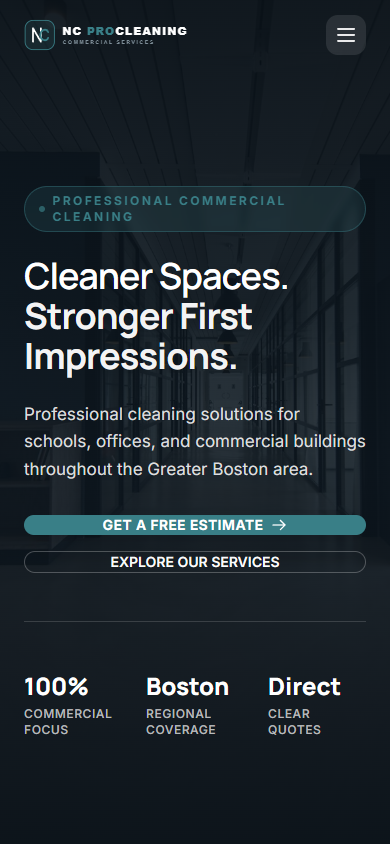 NC PROCLEANING
COMMERCIAL SERVICES
PROFESSIONAL COMMERCIAL
CLEANING
Cleaner Spaces.
Stronger First
Impressions.
Professional cleaning solutions for
schools, offices, and commercial buildings
throughout the Greater Boston area.
GET A FREE ESTIMATE →
EXPLORE OUR SERVICES
100% Boston Direct
COMMERCIAL REGIONAL CLEAR
FOCUS COVERAGE QUOTES